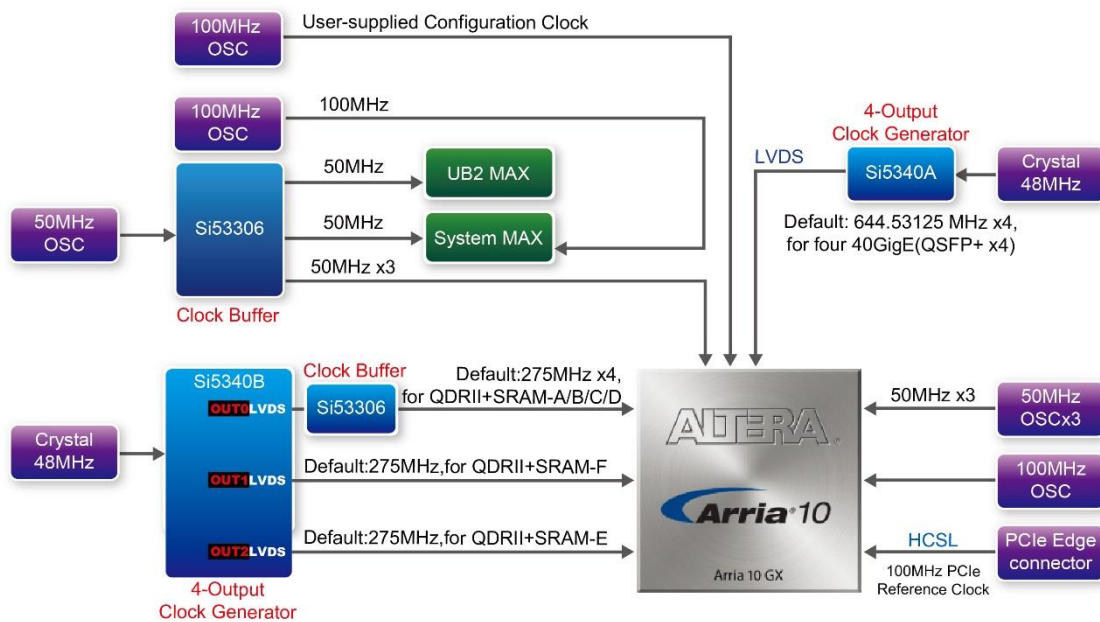 100MHz
OSC
User-supplied Configuration Clock
100MHz
OSC
100MHz
50MHz
OSC
Si53306
Clock Buffer
50MHz
UB2 MAX
50MHz
System MAX
50MHz x3
4-Output
Clock Generator
LVDS
Si5340A
Crystal
48MHz
Default: 644.53125 MHz x4,
for four 40GigE(QSFP+ x4)
Crystal
48MHz
Si5340B
OUT0LVDS
OUT1LVDS
OUT2LVDS
4-Output
Clock Generator
Clock Buffer
Si53306
Default:275MHz x4,
for QDRII+SRAM-A/B/C/D
Default:275MHz,for QDRII+SRAM-F
Default:275MHz,for QDRII+SRAM-E
ALTERA®
Arria® 10
Arria 10 GX
50MHz x3
50MHz
OSCx3
100MHz
OSC
HCSL
100MHz PCIe
Reference Clock
PCIe Edge
connector